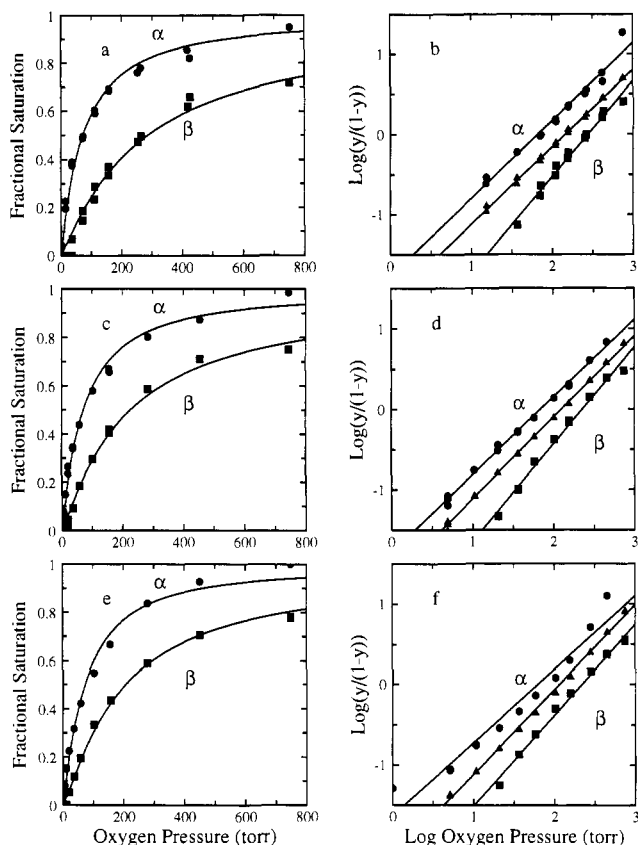 a
α
β
Fractional Saturation
1
0.8
0.6
0.4
0.2
0
0 200 400 600 800
b
α
β
Log(y/(1-y))
1
0
-1
0 1 2 3
c
α
β
Fractional Saturation
1
0.8
0.6
0.4
0.2
0
0 200 400 600 800
d
α
β
Log(y/(1-y))
1
0
-1
0 1 2 3
e
α
β
Fractional Saturation
1
0.8
0.6
0.4
0.2
0
0 200 400 600 800
Oxygen Pressure (torr)
f
α
β
Log(y/(1-y))
1
0
-1
0 1 2 3
Log Oxygen Pressure (torr)